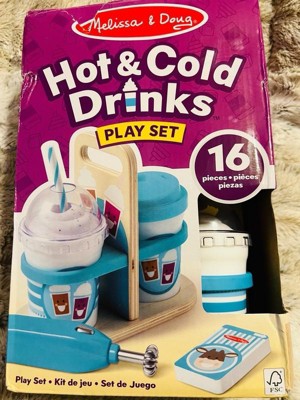 Melissa & Doug
Hot & Cold
Drinks
PLAY SET
16
pieces • pièces
piezas
Play Set • Kit de jeu • Set de Juego
FSC